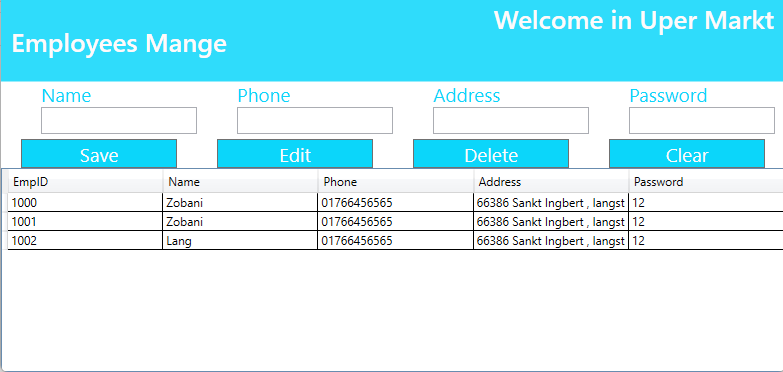 Welcome in Uper Markt
Employees Mange
Name Phone Address Password
Save Edit Delete Clear
EmpID Name Phone Address Password
1000 Zobani 01766456565 66386 Sankt Ingbert , langst 12
1001 Zobani 01766456565 66386 Sankt Ingbert , langst 12
1002 Lang 01766456565 66386 Sankt Ingbert , langst 12